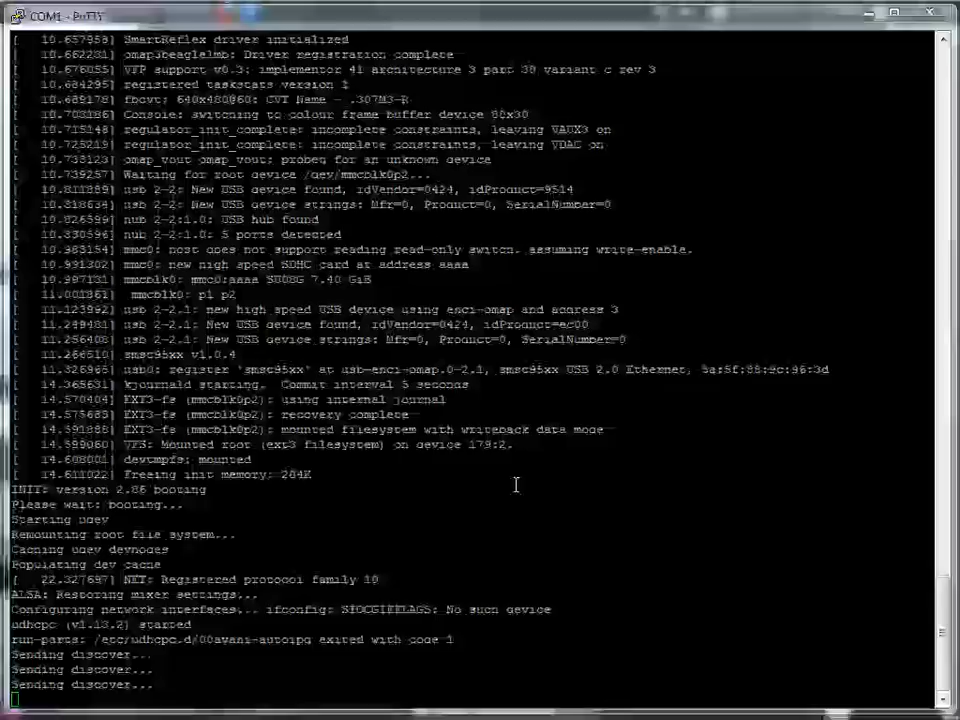 COM1 - PuTTY
[   10.657958] SmartReflex driver initialized
[   10.662231] omap3beaglelmb: Driver registration complete
[   10.676055] VFP support v0.3: implementor 41 architecture 3 part 30 variant c rev 3
[   10.684295] registered taskstats version 1
[   10.689178] fbcvt: 640x480@60: CVT Name - .307M3-R
[   10.703186] Console: switching to colour frame buffer device 80x30
[   10.715148] regulator_init_complete: incomplete constraints, leaving VAUX3 on
[   10.725219] regulator_init_complete: incomplete constraints, leaving VDAC on
[   10.733123] omap_vout omap_vout: probed for an unknown device
[   10.739257] Waiting for root device /dev/mmcblk0p2...
[   10.811889] usb 2-2: New USB device found, idVendor=0424, idProduct=9514
[   10.818634] usb 2-2: New USB device strings: Mfr=0, Product=0, SerialNumber=0
[   10.826599] hub 2-2:1.0: USB hub found
[   10.830596] hub 2-2:1.0: 5 ports detected
[   10.983154] mmc0: host does not support reading read-only switch. assuming write-enable.
[   10.991302] mmc0: new high speed SDHC card at address aaaa
[   10.997131] mmcblk0: mmc0:aaaa SU08G 7.40 GiB
[   11.001861]  mmcblk0: p1 p2
[   11.123992] usb 2-2.1: new high speed USB device using ehci-omap and address 3
[   11.249481] usb 2-2.1: New USB device found, idVendor=0424, idProduct=ec00
[   11.256408] usb 2-2.1: New USB device strings: Mfr=0, Product=0, SerialNumber=0
[   11.266510] smsc95xx v1.0.4
[   11.326965] usb0: register 'smsc95xx' at usb-ehci-omap.0-2.1, smsc95xx USB 2.0 Ethernet, 5a:5f:88:9c:96:3d
[   14.365631] kjournald starting.  Commit interval 5 seconds
[   14.570404] EXT3-fs (mmcblk0p2): using internal journal
[   14.575685] EXT3-fs (mmcblk0p2): recovery complete
[   14.591888] EXT3-fs (mmcblk0p2): mounted filesystem with writeback data mode
[   14.599060] VFS: Mounted root (ext3 filesystem) on device 179:2.
[   14.608001] devtmpfs: mounted
[   14.611022] Freeing init memory: 204K
INIT: version 2.86 booting
Please wait: booting...
Starting udev
Remounting root file system...
Caching udev devnodes
Populating dev cache
[   22.327697] NET: Registered protocol family 10
ALSA: Restoring mixer settings...
Configuring network interfaces... ifconfig: SIOCGIFFLAGS: No such device
udhcpc (v1.13.2) started
run-parts: /etc/udhcpc.d/00avahi-autoipd exited with code 1
Sending discover...
Sending discover...
Sending discover...